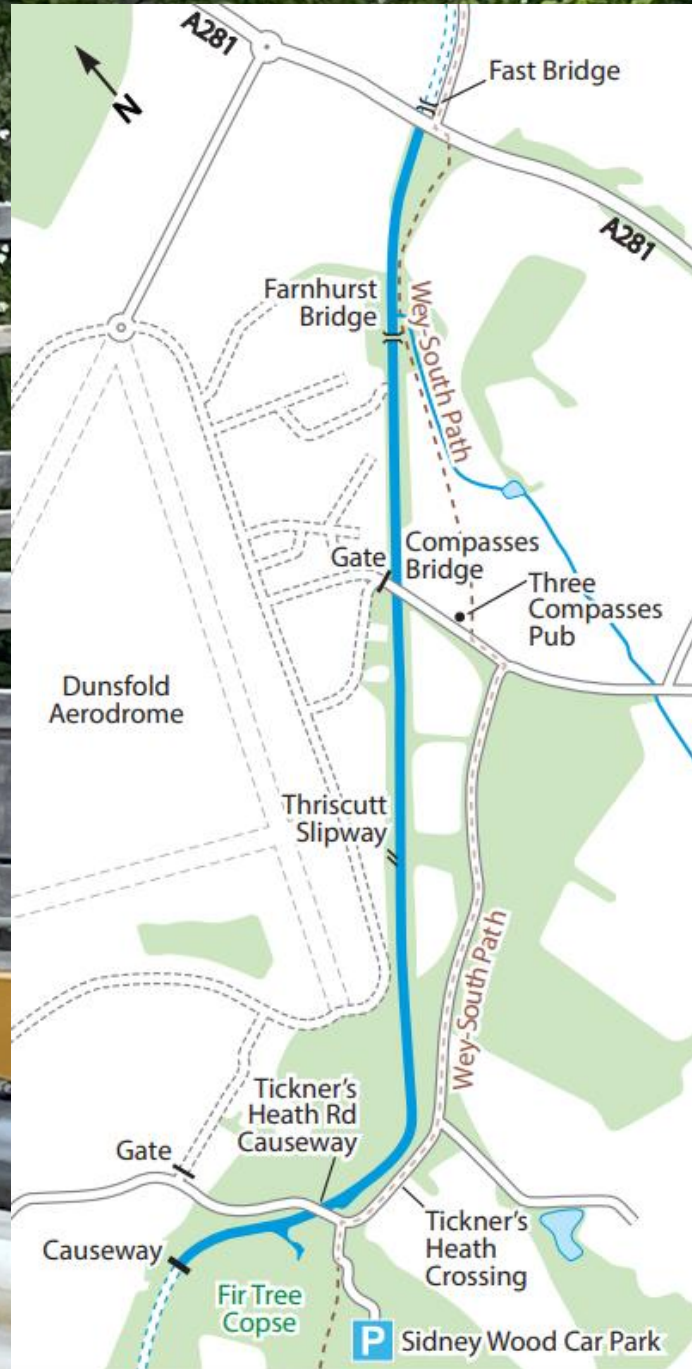 A281
N
Fast Bridge
A281
Farnhurst
Bridge
Wey-South Path
Gate
Compasses
Bridge
Three
Compasses
Pub
Dunsfold
Aerodrome
Thriscutt
Slipway
Wey-South Path
Tickner's
Heath Rd
Causeway
Gate
Tickner's
Heath
Crossing
Causeway
Fir Tree
Copse
P Sidney Wood Car Park